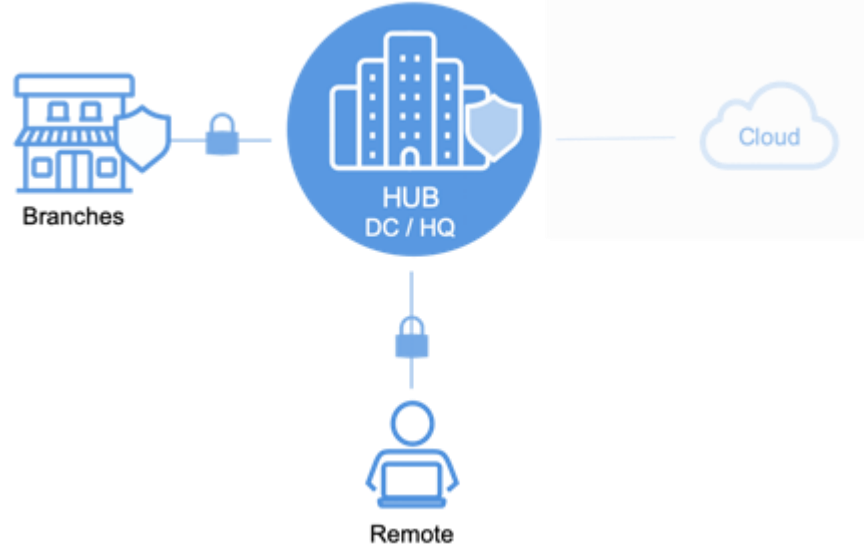 HUB
DC / HQ
Cloud
Branches
Remote